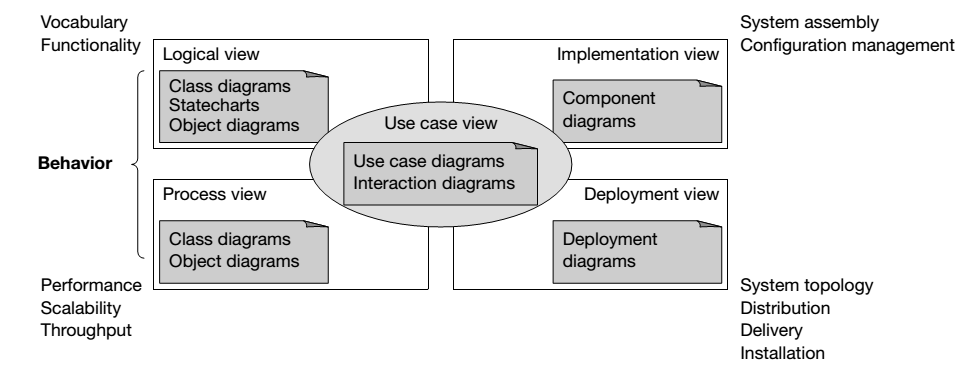 Vocabulary
Functionality
System assembly
Configuration management
Logical view
Class diagrams
Statecharts
Object diagrams
Implementation view
Component
diagrams
Use case view
Use case diagrams
Interaction diagrams
Behavior
Process view
Class diagrams
Object diagrams
Deployment view
Deployment
diagrams
Performance
Scalability
Throughput
System topology
Distribution
Delivery
Installation